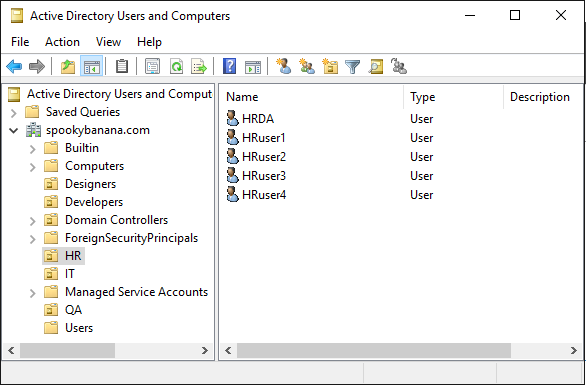 Active Directory Users and Computers
File Action View Help
Active Directory Users and Comput
Saved Queries
spookybanana.com
Builtin
Computers
Designers
Developers
Domain Controllers
ForeignSecurityPrincipals
HR
IT
Managed Service Accounts
QA
Users
Name Type Description
HRDA User
HRuser1 User
HRuser2 User
HRuser3 User
HRuser4 User